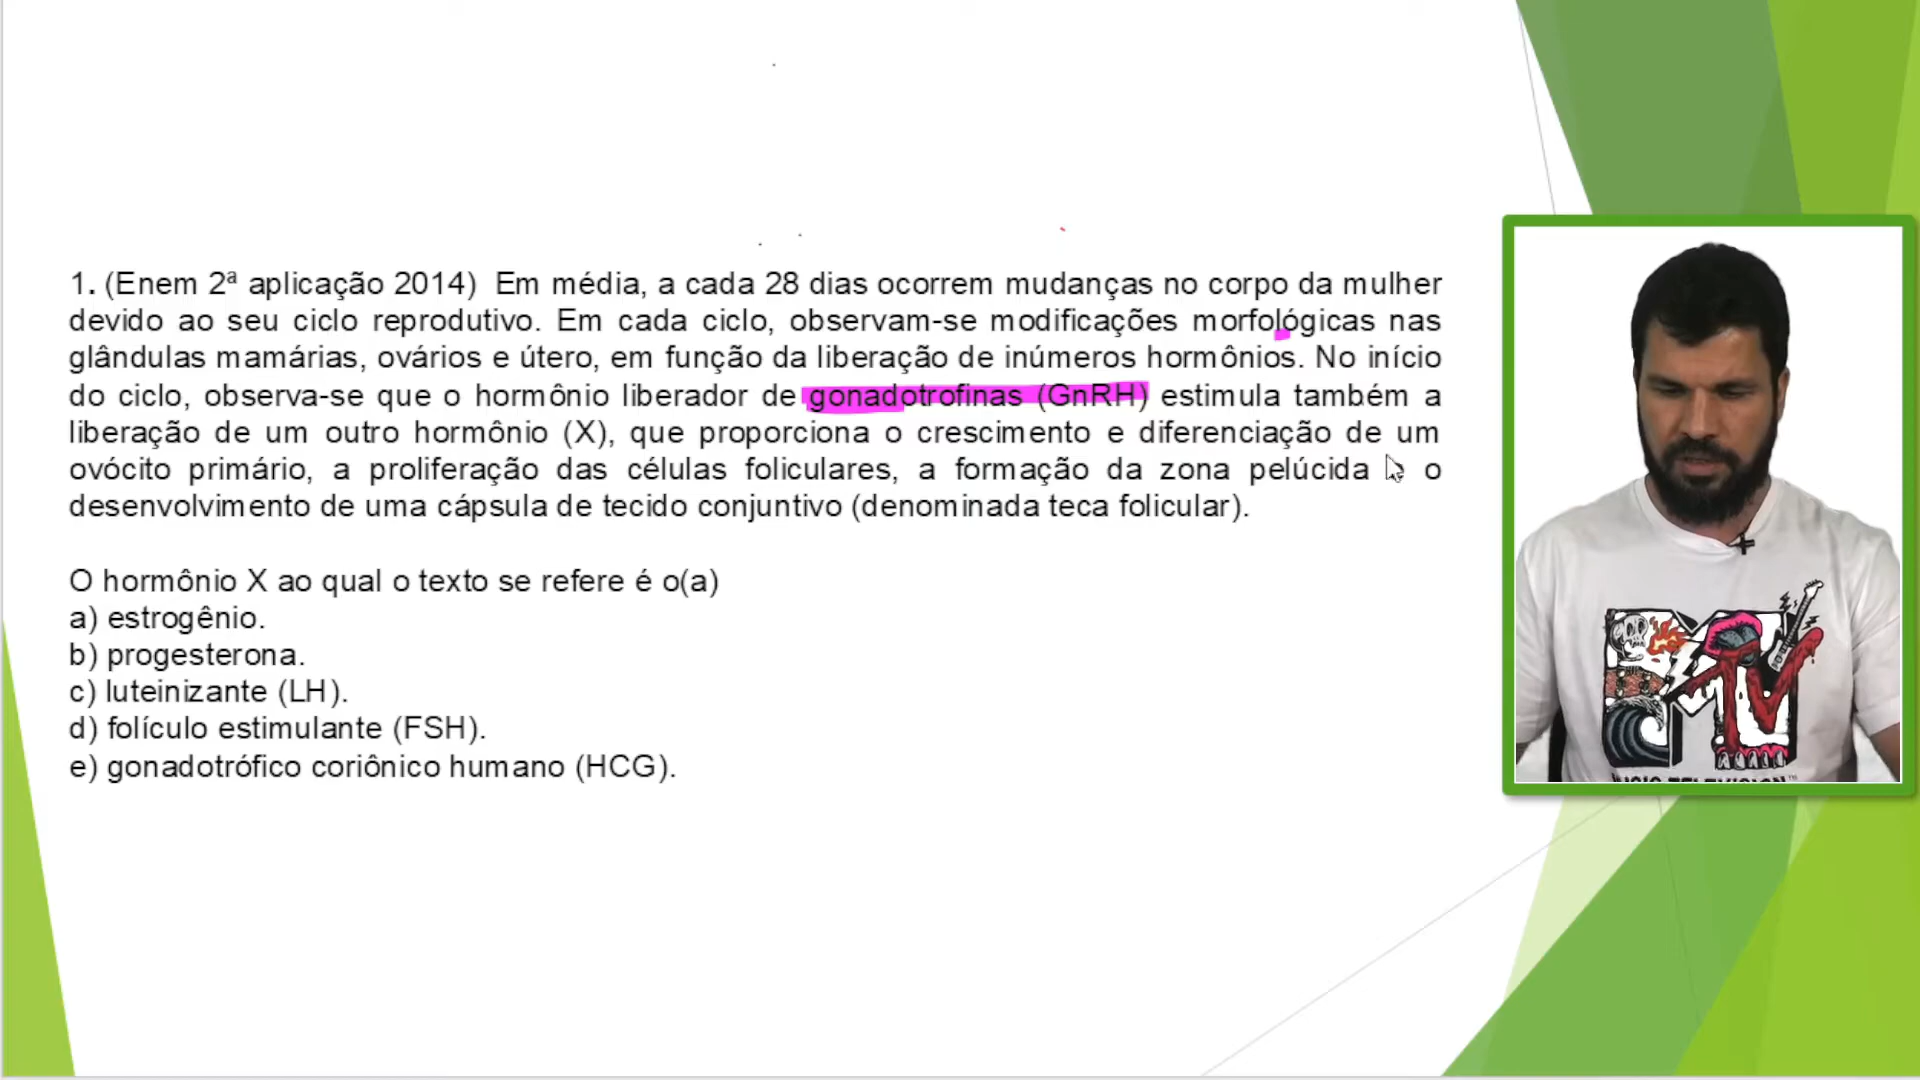 1. (Enem 2ª aplicação 2014) Em média, a cada 28 dias ocorrem mudanças no corpo da mulher
devido ao seu ciclo reprodutivo. Em cada ciclo, observam-se modificações morfológicas nas
glândulas mamárias, ovários e útero, em função da liberação de inúmeros hormônios. No início
do ciclo, observa-se que o hormônio liberador de gonadotrofinas (GnRH) estimula também a
liberação de um outro hormônio (X), que proporciona o crescimento e diferenciação de um
ovócito primário, a proliferação das células foliculares, a formação da zona pelúcida e o
desenvolvimento de uma cápsula de tecido conjuntivo (denominada teca folicular).
O hormônio X ao qual o texto se refere é o(a)
a) estrogênio.
b) progesterona.
c) luteinizante (LH).
d) folículo estimulante (FSH).
e) gonadotrófico coriônico humano (HCG).
MTV